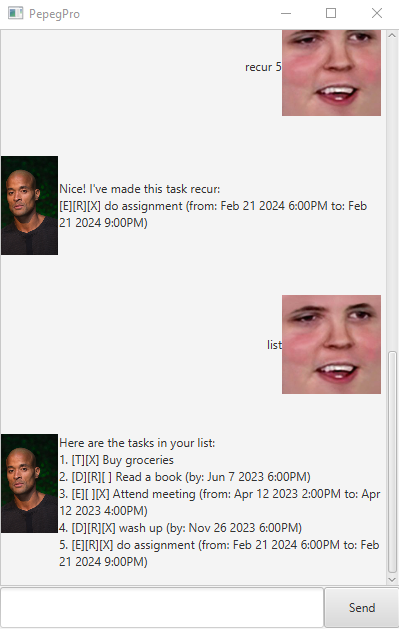 PepegPro
recur 5
Nice! I've made this task recur:
[E][R][X] do assignment (from: Feb 21 2024 6:00PM to: Feb
21 2024 9:00PM)
list
Here are the tasks in your list:
1. [T][X] Buy groceries
2. [D][R][ ] Read a book (by: Jun 7 2023 6:00PM)
3. [E][ ][X] Attend meeting (from: Apr 12 2023 2:00PM to: Apr
12 2023 4:00PM)
4. [D][R][X] wash up (by: Nov 26 2023 6:00PM)
5. [E][R][X] do assignment (from: Feb 21 2024 6:00PM to: Feb
21 2024 9:00PM)
Send